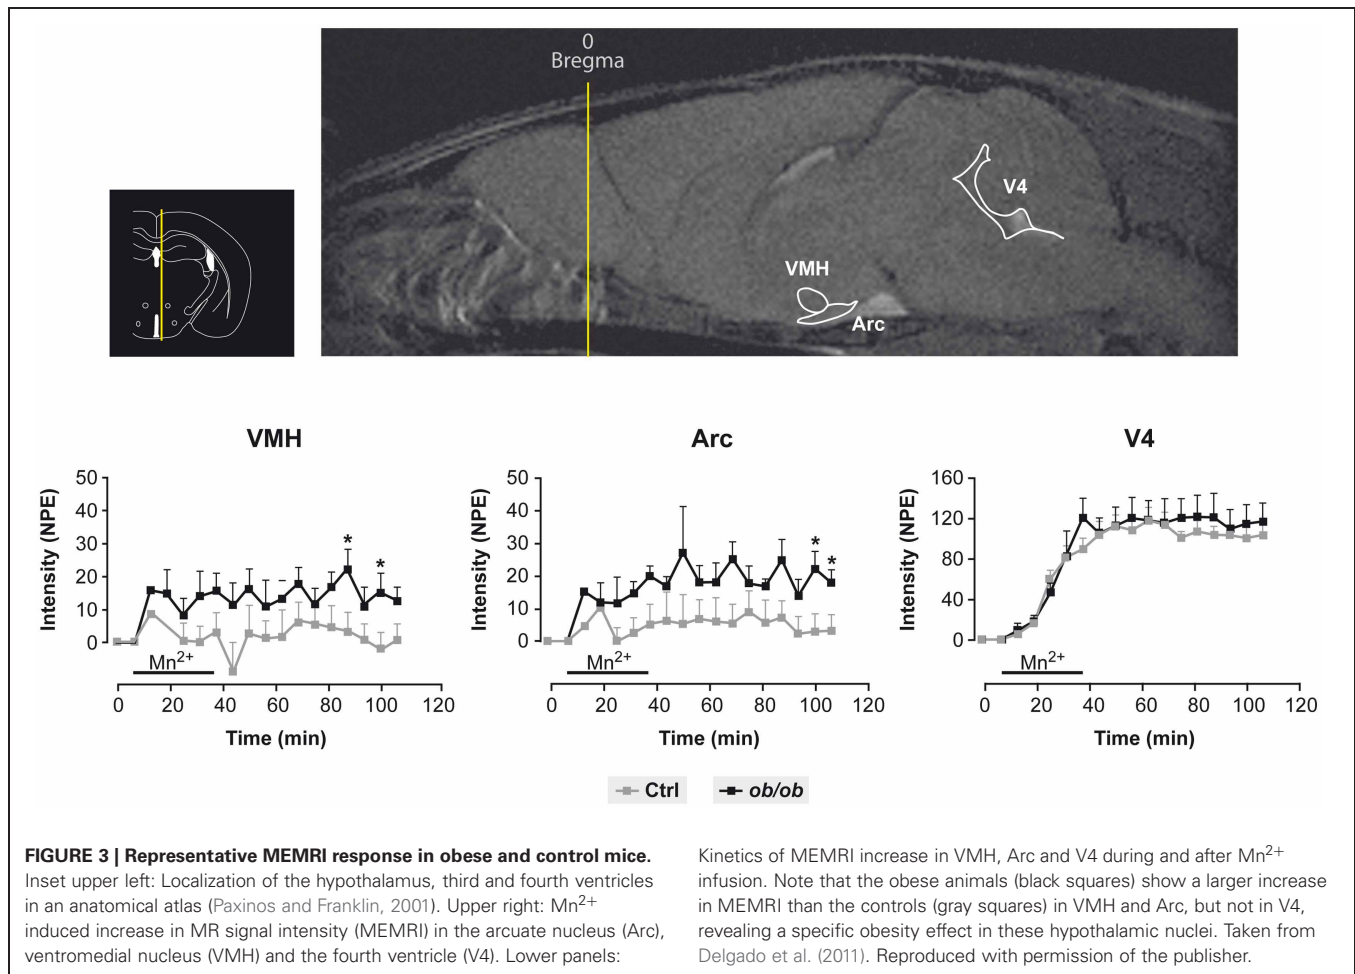 0
Bregma
V4
VMH
Arc
VMH
50
40
30
20
10
0
Intensity (NPE)
*
*
Mn²⁺
0 20 40 60 80 100 120
Time (min)
Arc
50
40
30
20
10
0
Intensity (NPE)
*
*
Mn²⁺
0 20 40 60 80 100 120
Time (min)
V4
160
120
80
40
0
Intensity (NPE)
Mn²⁺
0 20 40 60 80 100 120
Time (min)
Ctrl ob/ob
FIGURE 3 | Representative MEMRI response in obese and control mice.
Inset upper left: Localization of the hypothalamus, third and fourth ventricles
in an anatomical atlas (Paxinos and Franklin, 2001). Upper right: Mn²⁺
induced increase in MR signal intensity (MEMRI) in the arcuate nucleus (Arc),
ventromedial nucleus (VMH) and the fourth ventricle (V4). Lower panels:
Kinetics of MEMRI increase in VMH, Arc and V4 during and after Mn²⁺
infusion. Note that the obese animals (black squares) show a larger increase
in MEMRI than the controls (gray squares) in VMH and Arc, but not in V4,
revealing a specific obesity effect in these hypothalamic nuclei. Taken from
Delgado et al. (2011). Reproduced with permission of the publisher.